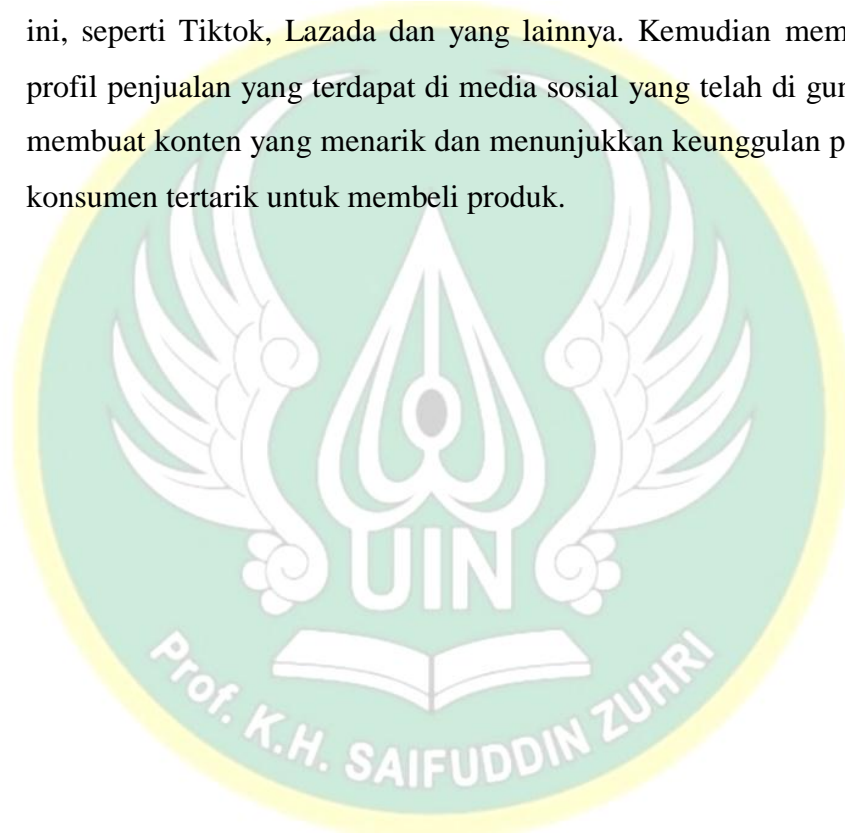 ini, seperti Tiktok, Lazada dan yang lainnya. Kemudian mem
profil penjualan yang terdapat di media sosial yang telah di gun
membuat konten yang menarik dan menunjukkan keunggulan p
konsumen tertarik untuk membeli produk.
UIN
Prof. K.H. SAIFUDDIN ZUHRI